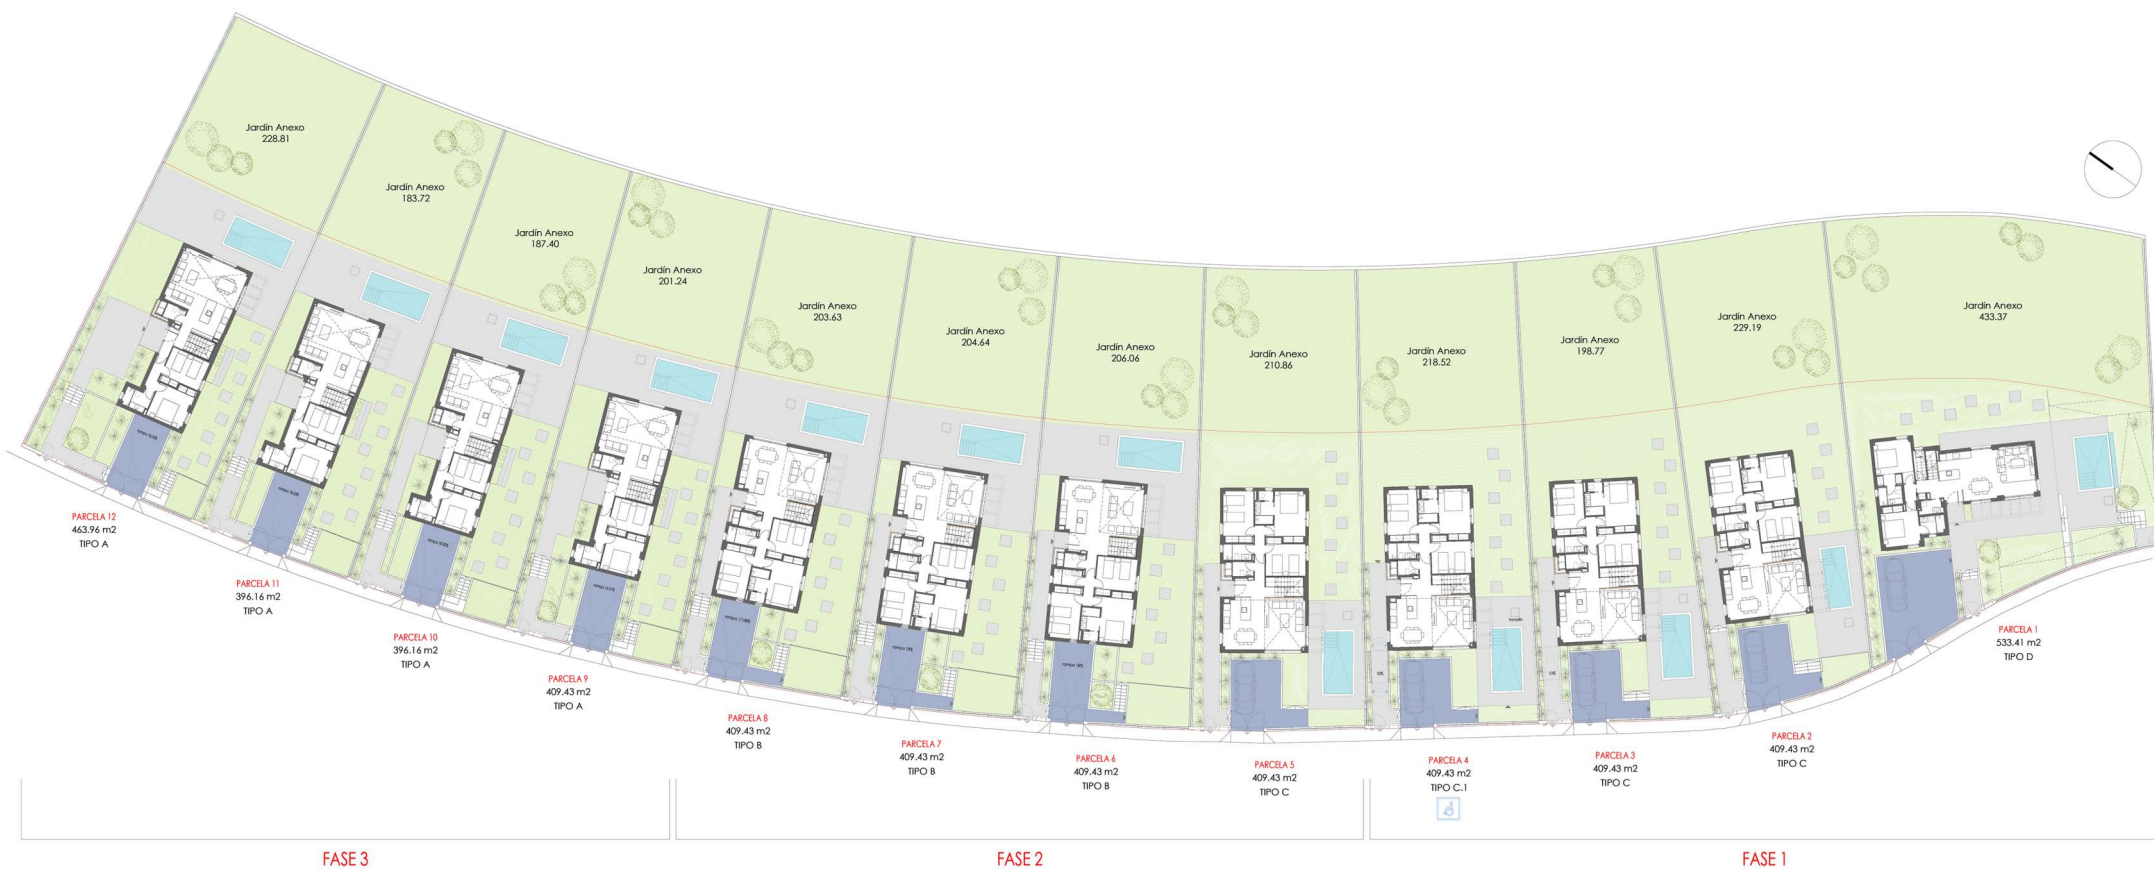 Jardín Anexo
228.81
Jardín Anexo
183.72
Jardín Anexo
187.40
Jardín Anexo
201.24
Jardín Anexo
203.63
Jardín Anexo
204.64
Jardín Anexo
206.06
Jardín Anexo
210.86
Jardín Anexo
218.52
Jardín Anexo
198.77
Jardín Anexo
229.19
Jardín Anexo
433.37
PARCELA 12
463.96 m2
TIPO A
PARCELA 11
396.16 m2
TIPO A
PARCELA 10
396.16 m2
TIPO A
PARCELA 9
409.43 m2
TIPO A
PARCELA 8
409.43 m2
TIPO B
PARCELA 7
409.43 m2
TIPO B
PARCELA 6
409.43 m2
TIPO B
PARCELA 5
409.43 m2
TIPO C
PARCELA 4
409.43 m2
TIPO C.1
PARCELA 3
409.43 m2
TIPO C
PARCELA 2
409.43 m2
TIPO C
PARCELA 1
533.41 m2
TIPO D
FASE 3
FASE 2
FASE 1